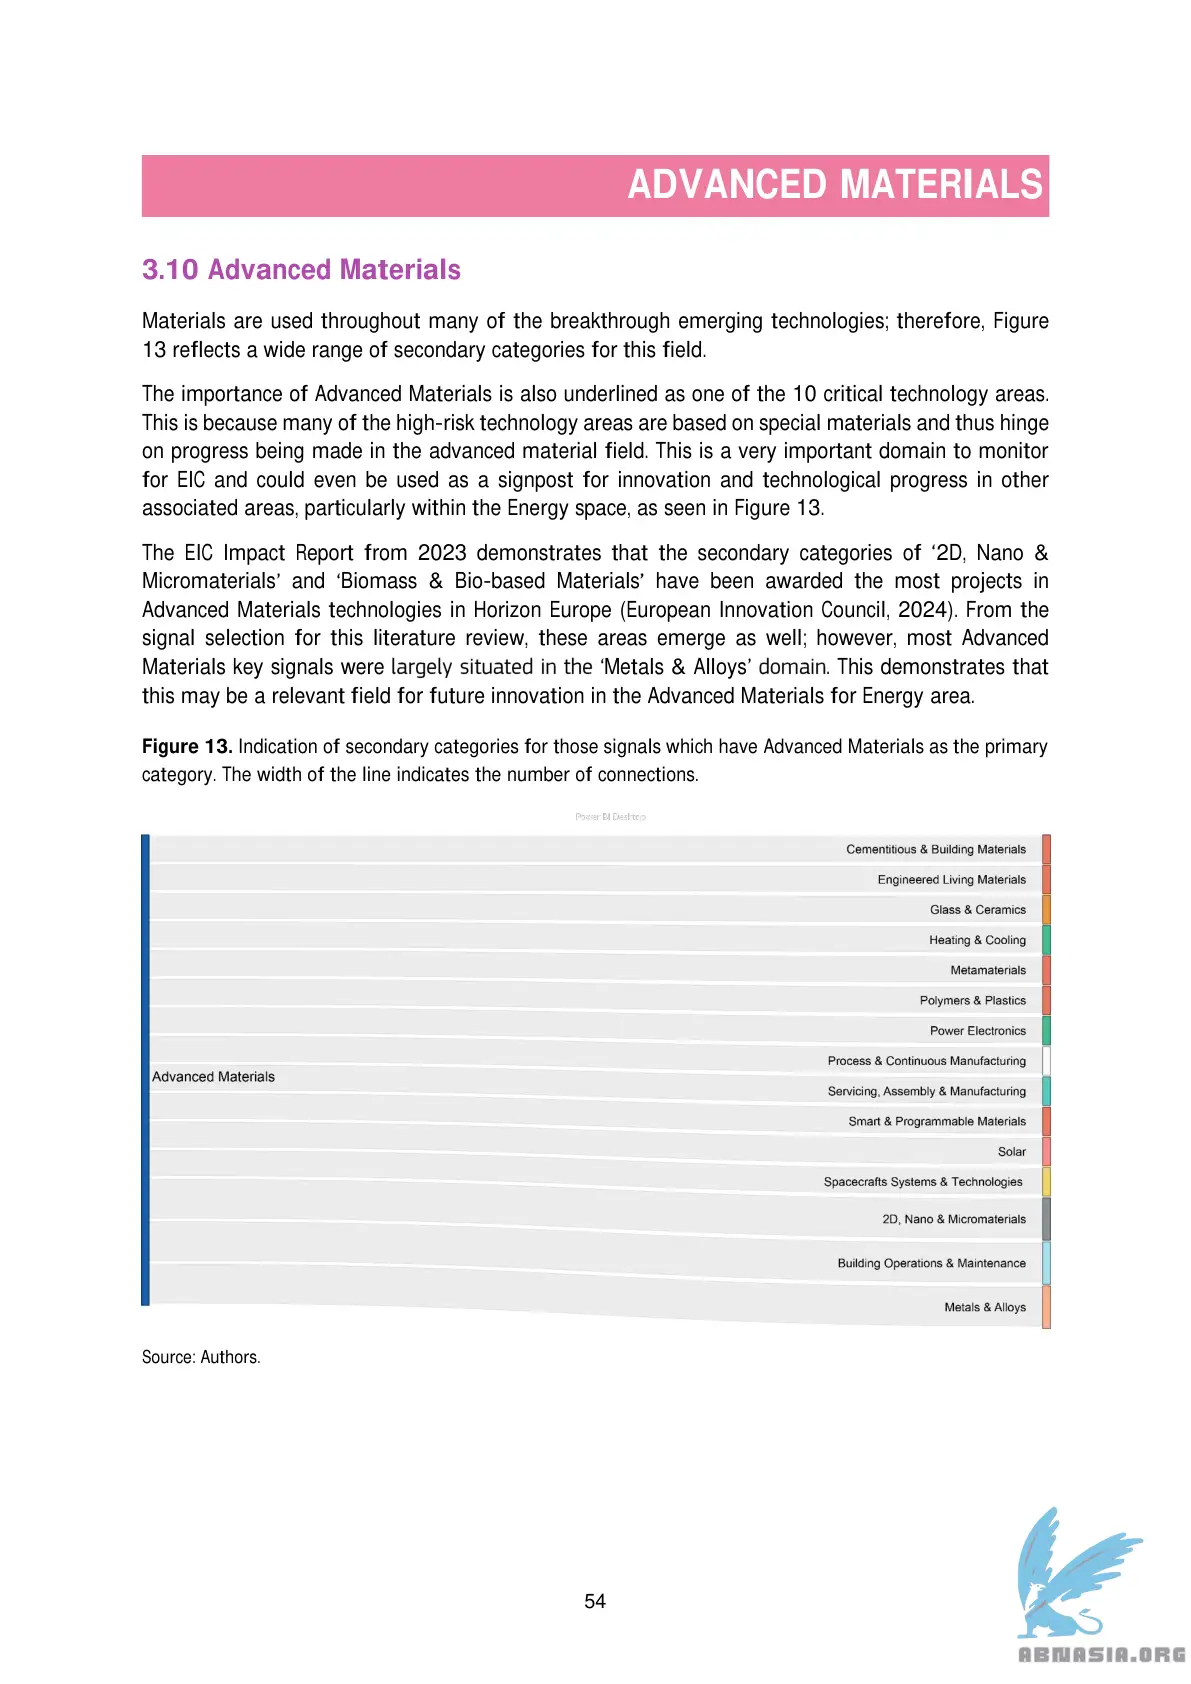 ADVANCED MATERIALS
3.10 Advanced Materials
Materials are used throughout many of the breakthrough emerging technologies; therefore, Figure
13 reflects a wide range of secondary categories for this field.
The importance of Advanced Materials is also underlined as one of the 10 critical technology areas.
This is because many of the high-risk technology areas are based on special materials and thus hinge
on progress being made in the advanced material field. This is a very important domain to monitor
for EIC and could even be used as a signpost for innovation and technological progress in other
associated areas, particularly within the Energy space, as seen in Figure 13.
The EIC Impact Report from 2023 demonstrates that the secondary categories of ‘2D, Nano &
Micromaterials’ and ‘Biomass & Bio-based Materials’ have been awarded the most projects in
Advanced Materials technologies in Horizon Europe (European Innovation Council, 2024). From the
signal selection for this literature review, these areas emerge as well; however, most Advanced
Materials key signals were largely situated in the ‘Metals & Alloys’ domain. This demonstrates that
this may be a relevant field for future innovation in the Advanced Materials for Energy area.
Figure 13. Indication of secondary categories for those signals which have Advanced Materials as the primary
category. The width of the line indicates the number of connections.
Power BI Desktop
Cementitious & Building Materials
Engineered Living Materials
Glass & Ceramics
Heating & Cooling
Metamaterials
Polymers & Plastics
Power Electronics
Process & Continuous Manufacturing
Advanced Materials
Servicing, Assembly & Manufacturing
Smart & Programmable Materials
Solar
Spacecrafts Systems & Technologies
2D, Nano & Micromaterials
Building Operations & Maintenance
Metals & Alloys
Source: Authors.
54
ABNASIA.ORG